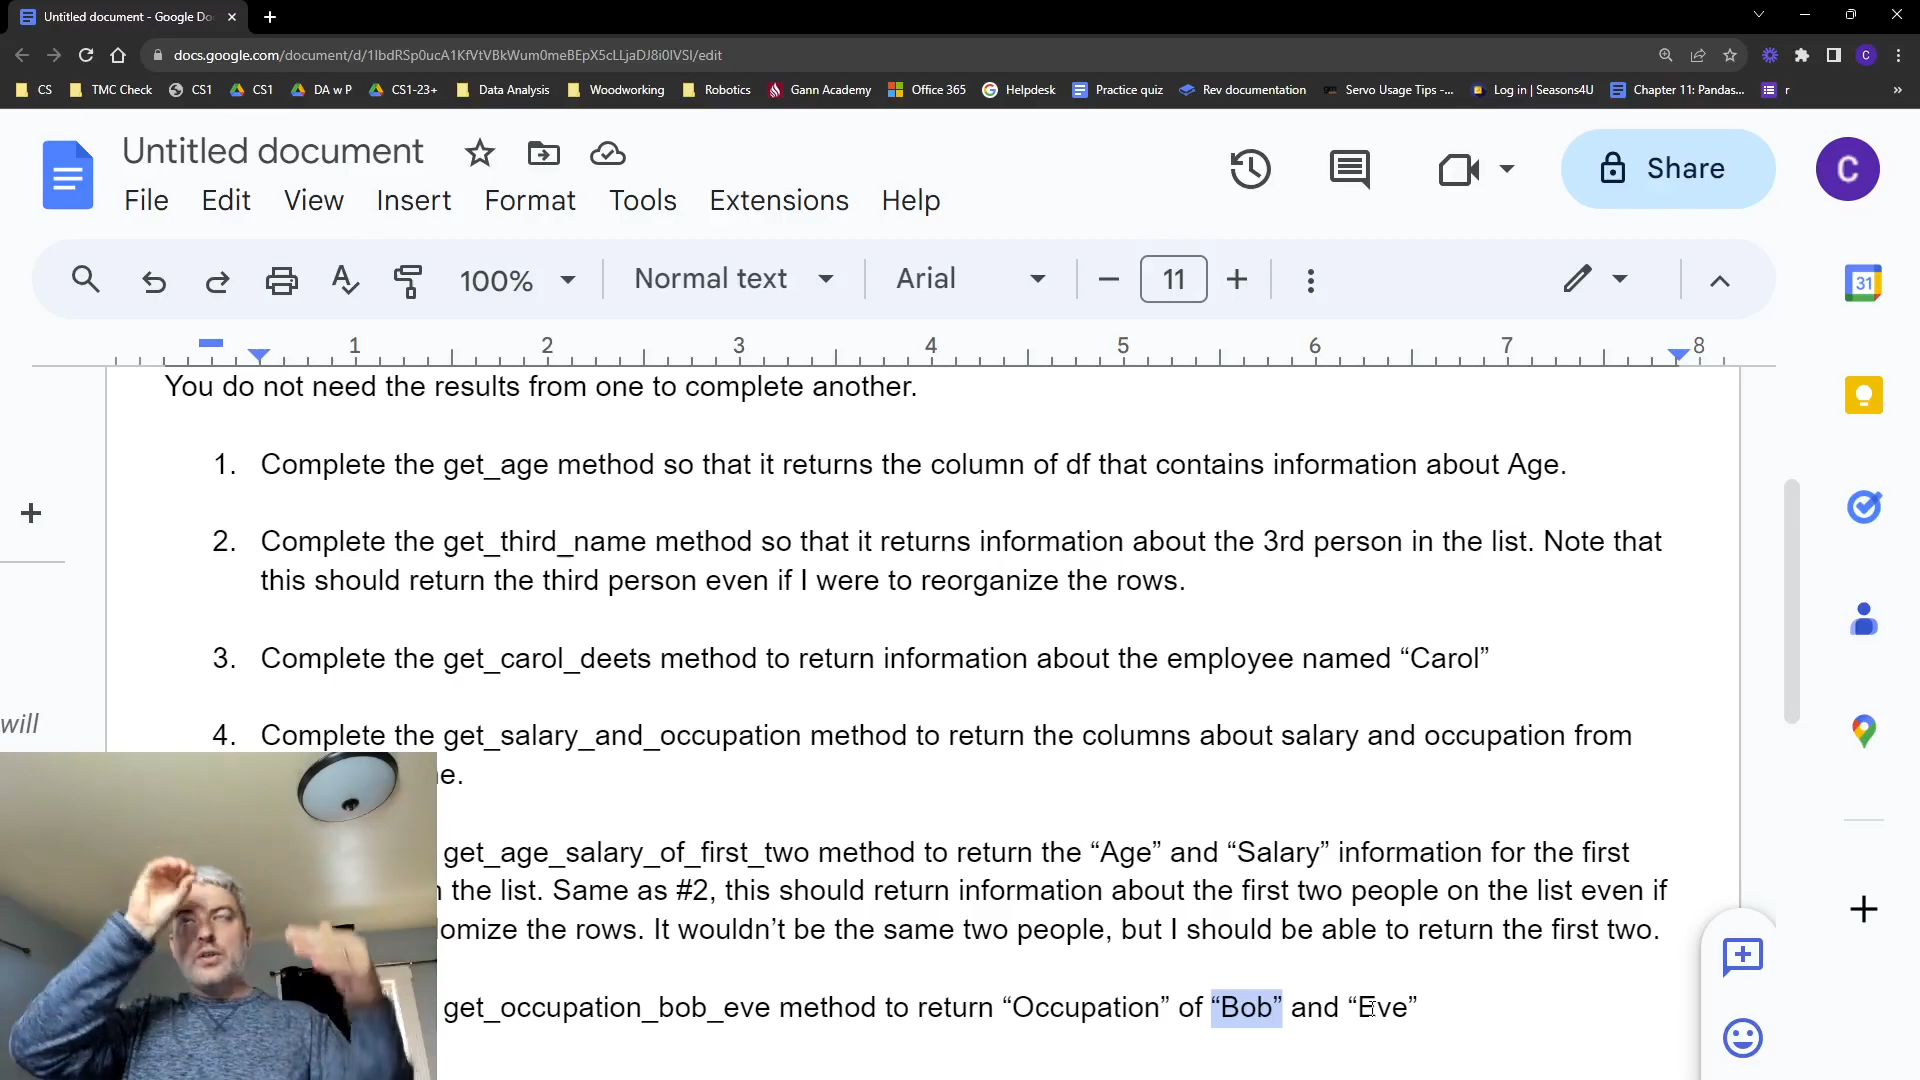 Untitled document - Google Do
docs.google.com/document/d/1IbdRSp0ucA1KfVtVBkWum0meBEpX5cLLjaDJ8i0IVSI/edit
C
CS TMC Check CS1 CS1 DA w P CS1-23+ Data Analysis Woodworking Robotics Gann Academy Office 365 Helpdesk Practice quiz Rev documentation Servo Usage Tips -... Log in | Seasons4U Chapter 11: Pandas... r »
Untitled document
Share
C
File Edit View Insert Format Tools Extensions Help
100% Normal text Arial 11
31
1 2 3 4 5 6 7 8
You do not need the results from one to complete another.
1. Complete the get_age method so that it returns the column of df that contains information about Age.
2. Complete the get_third_name method so that it returns information about the 3rd person in the list. Note that
this should return the third person even if I were to reorganize the rows.
3. Complete the get_carol_deets method to return information about the employee named “Carol”
will
4. Complete the get_salary_and_occupation method to return the columns about salary and occupation from
e.
get_age_salary_of_first_two method to return the “Age” and “Salary” information for the first
the list. Same as #2, this should return information about the first two people on the list even if
omize the rows. It wouldn’t be the same two people, but I should be able to return the first two.
get_occupation_bob_eve method to return “Occupation” of “Bob” and “Eve”